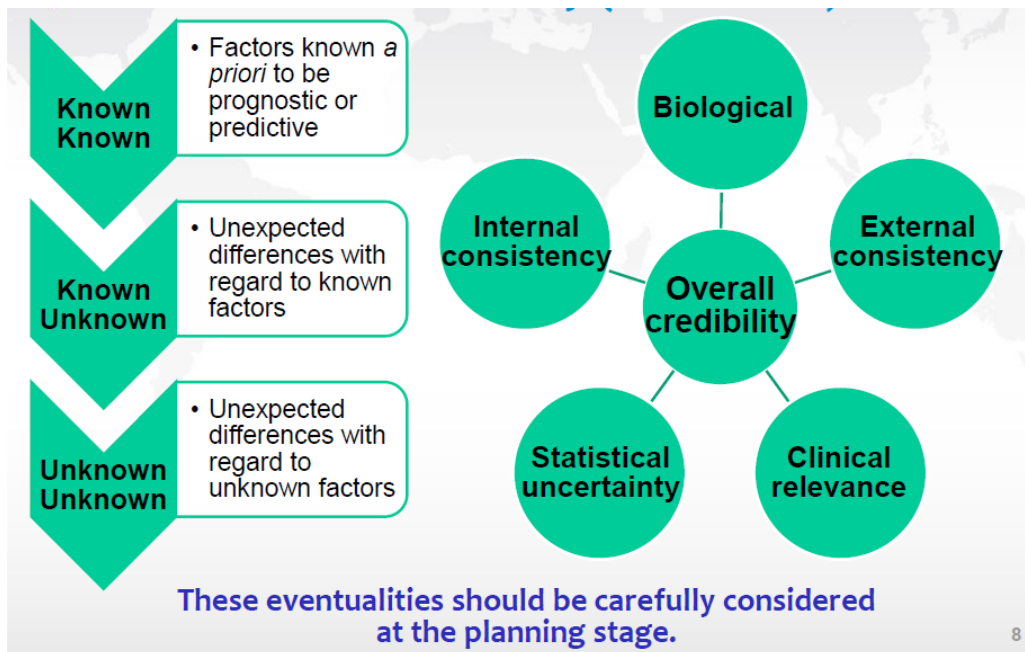 Known
Known
• Factors known a
priori to be
prognostic or
predictive
Known
Unknown
• Unexpected
differences with
regard to known
factors
Unknown
Unknown
• Unexpected
differences with
regard to
unknown factors
Biological
Internal
consistency
External
consistency
Overall
credibility
Statistical
uncertainty
Clinical
relevance
These eventualities should be carefully considered
at the planning stage.
8